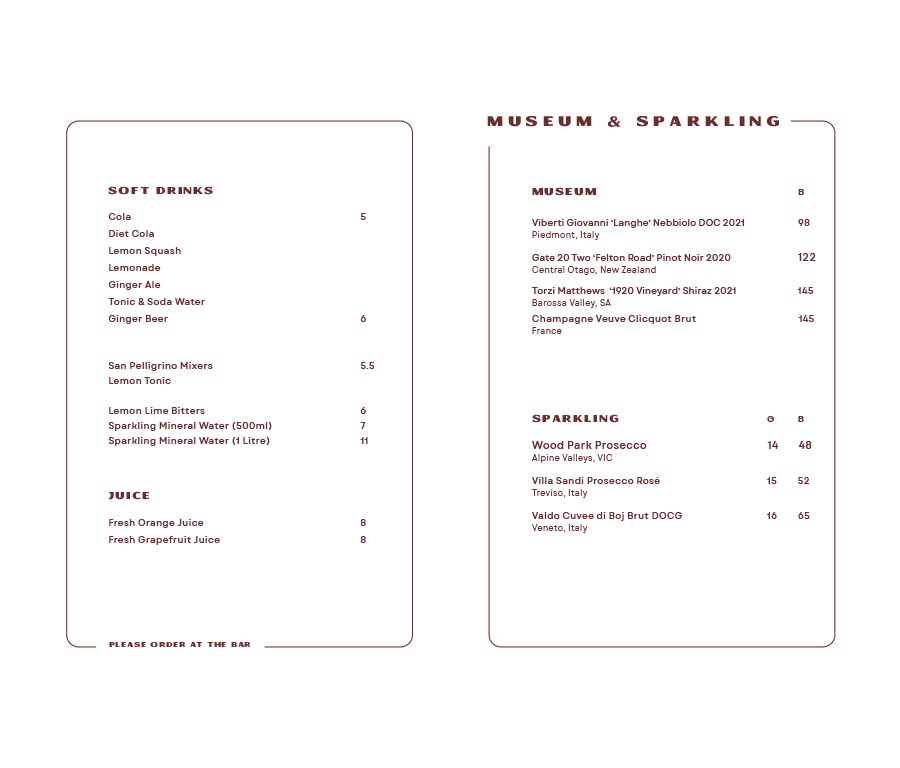 SOFT DRINKS
Cola 5
Diet Cola
Lemon Squash
Lemonade
Ginger Ale
Tonic & Soda Water
Ginger Beer 6
San Pelligrino Mixers 5.5
Lemon Tonic
Lemon Lime Bitters 6
Sparkling Mineral Water (500ml) 7
Sparkling Mineral Water (1 Litre) 11
JUICE
Fresh Orange Juice 8
Fresh Grapefruit Juice 8
PLEASE ORDER AT THE BAR
MUSEUM & SPARKLING
MUSEUM B
Viberti Giovanni ‘Langhe’ Nebbiolo DOC 2021 98
Piedmont, Italy
Gate 20 Two ‘Felton Road’ Pinot Noir 2020 122
Central Otago, New Zealand
Torzi Matthews ‘1920 Vineyard’ Shiraz 2021 145
Barossa Valley, SA
Champagne Veuve Clicquot Brut 145
France
SPARKLING G B
Wood Park Prosecco 14 48
Alpine Valleys, VIC
Villa Sandi Prosecco Rosé 15 52
Treviso, Italy
Valdo Cuvee di Boj Brut DOCG 16 65
Veneto, Italy